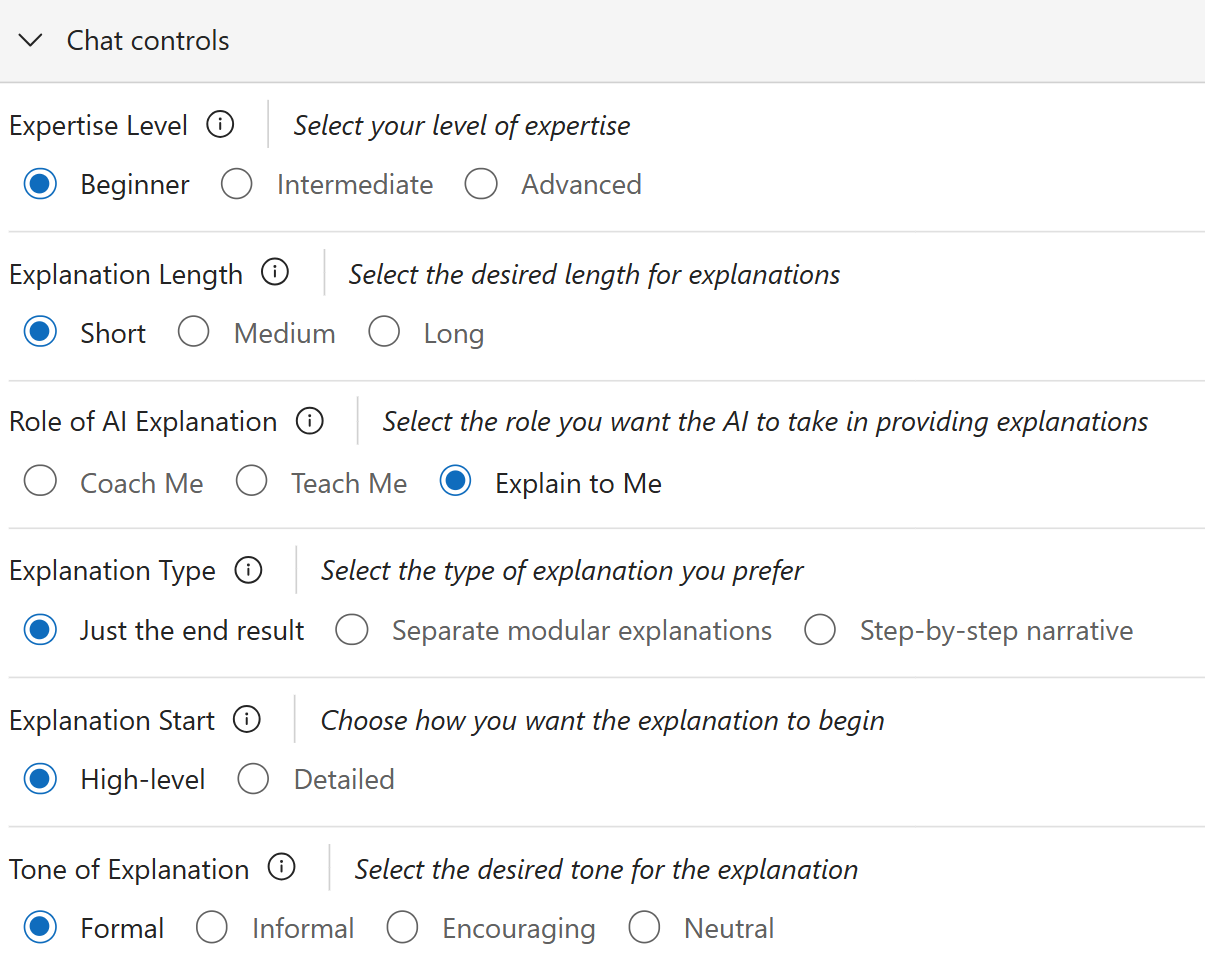 Chat controls
Expertise Level Select your level of expertise
Beginner Intermediate Advanced
Explanation Length Select the desired length for explanations
Short Medium Long
Role of AI Explanation Select the role you want the AI to take in providing explanations
Coach Me Teach Me Explain to Me
Explanation Type Select the type of explanation you prefer
Just the end result Separate modular explanations Step-by-step narrative
Explanation Start Choose how you want the explanation to begin
High-level Detailed
Tone of Explanation Select the desired tone for the explanation
Formal Informal Encouraging Neutral